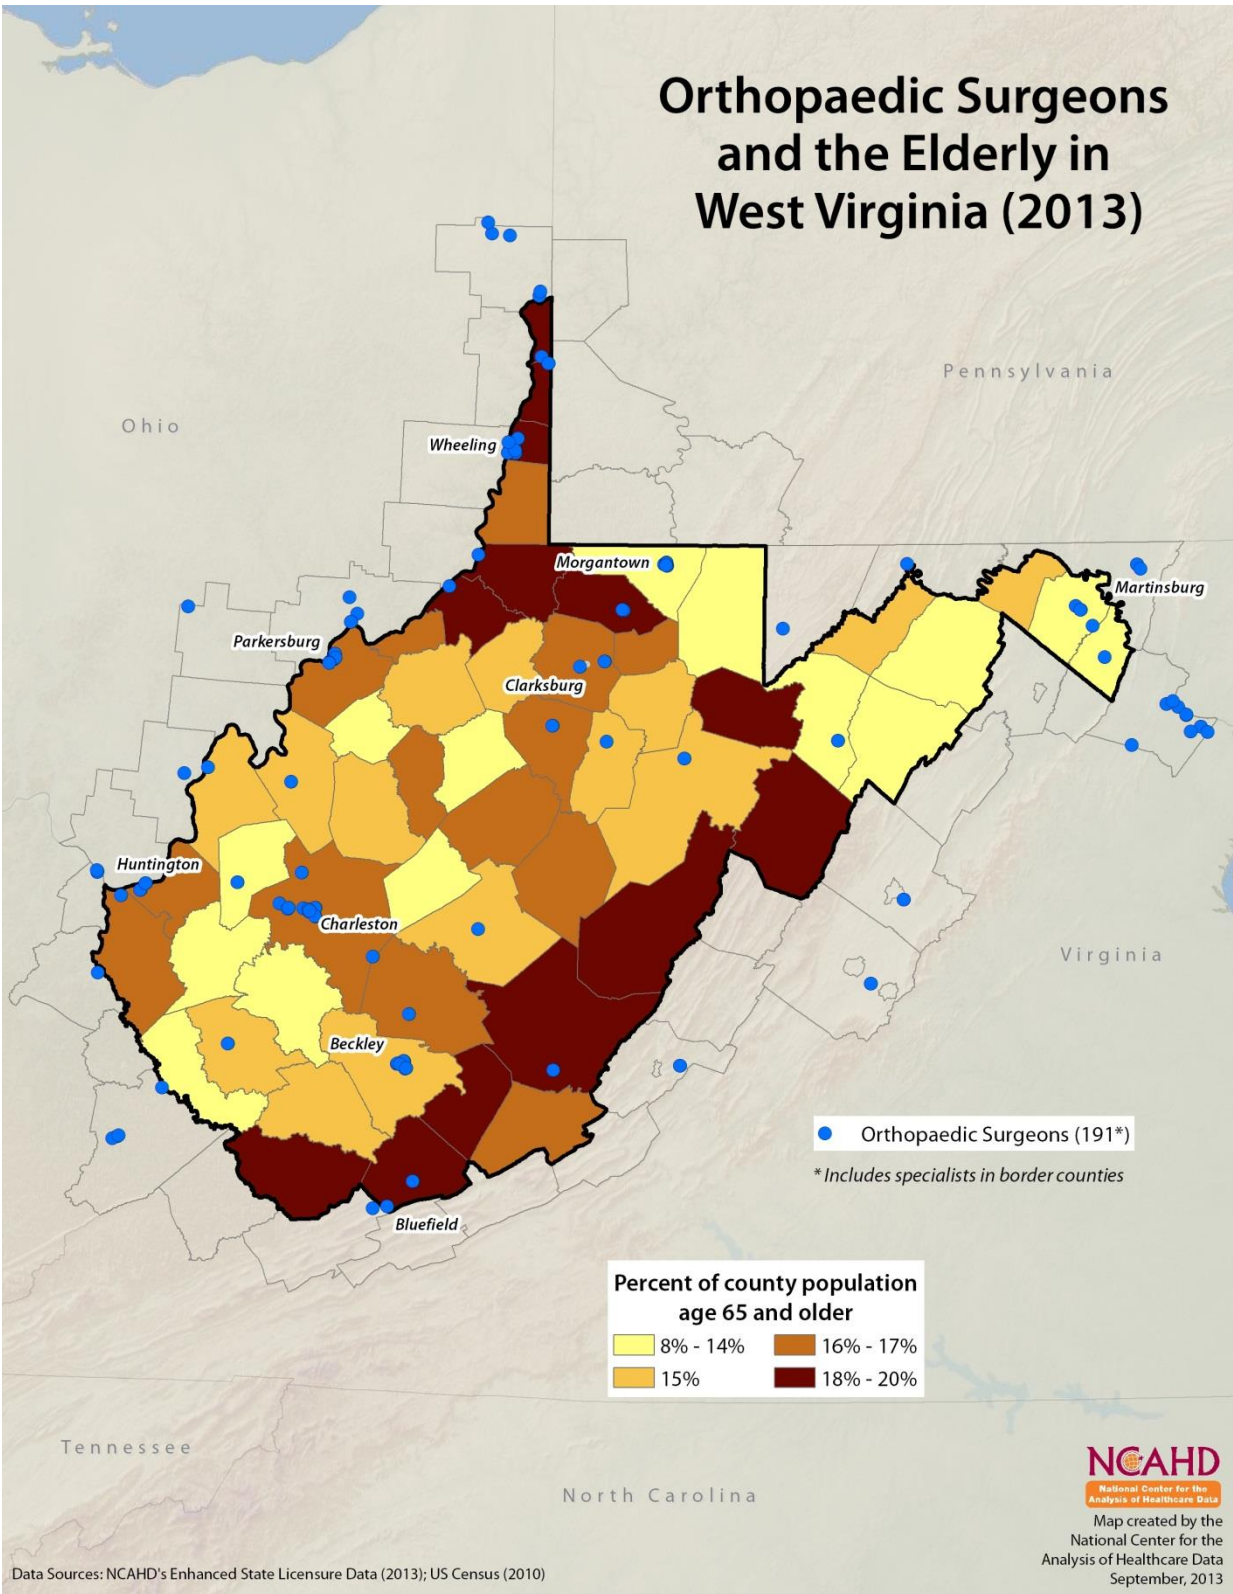 Orthopaedic Surgeons
and the Elderly in
West Virginia (2013)
Pennsylvania
Ohio
Wheeling
Morgantown
Martinsburg
Parkersburg
Clarksburg
Huntington
Charleston
Virginia
Beckley
Orthopaedic Surgeons (191*)
* Includes specialists in border counties
Bluefield
Percent of county population
age 65 and older
8% - 14%
16% - 17%
15%
18% - 20%
Tennessee
North Carolina
NCAHD
National Center for the
Analysis of Healthcare Data
Map created by the
National Center for the
Analysis of Healthcare Data
September, 2013
Data Sources: NCAHD's Enhanced State Licensure Data (2013); US Census (2010)